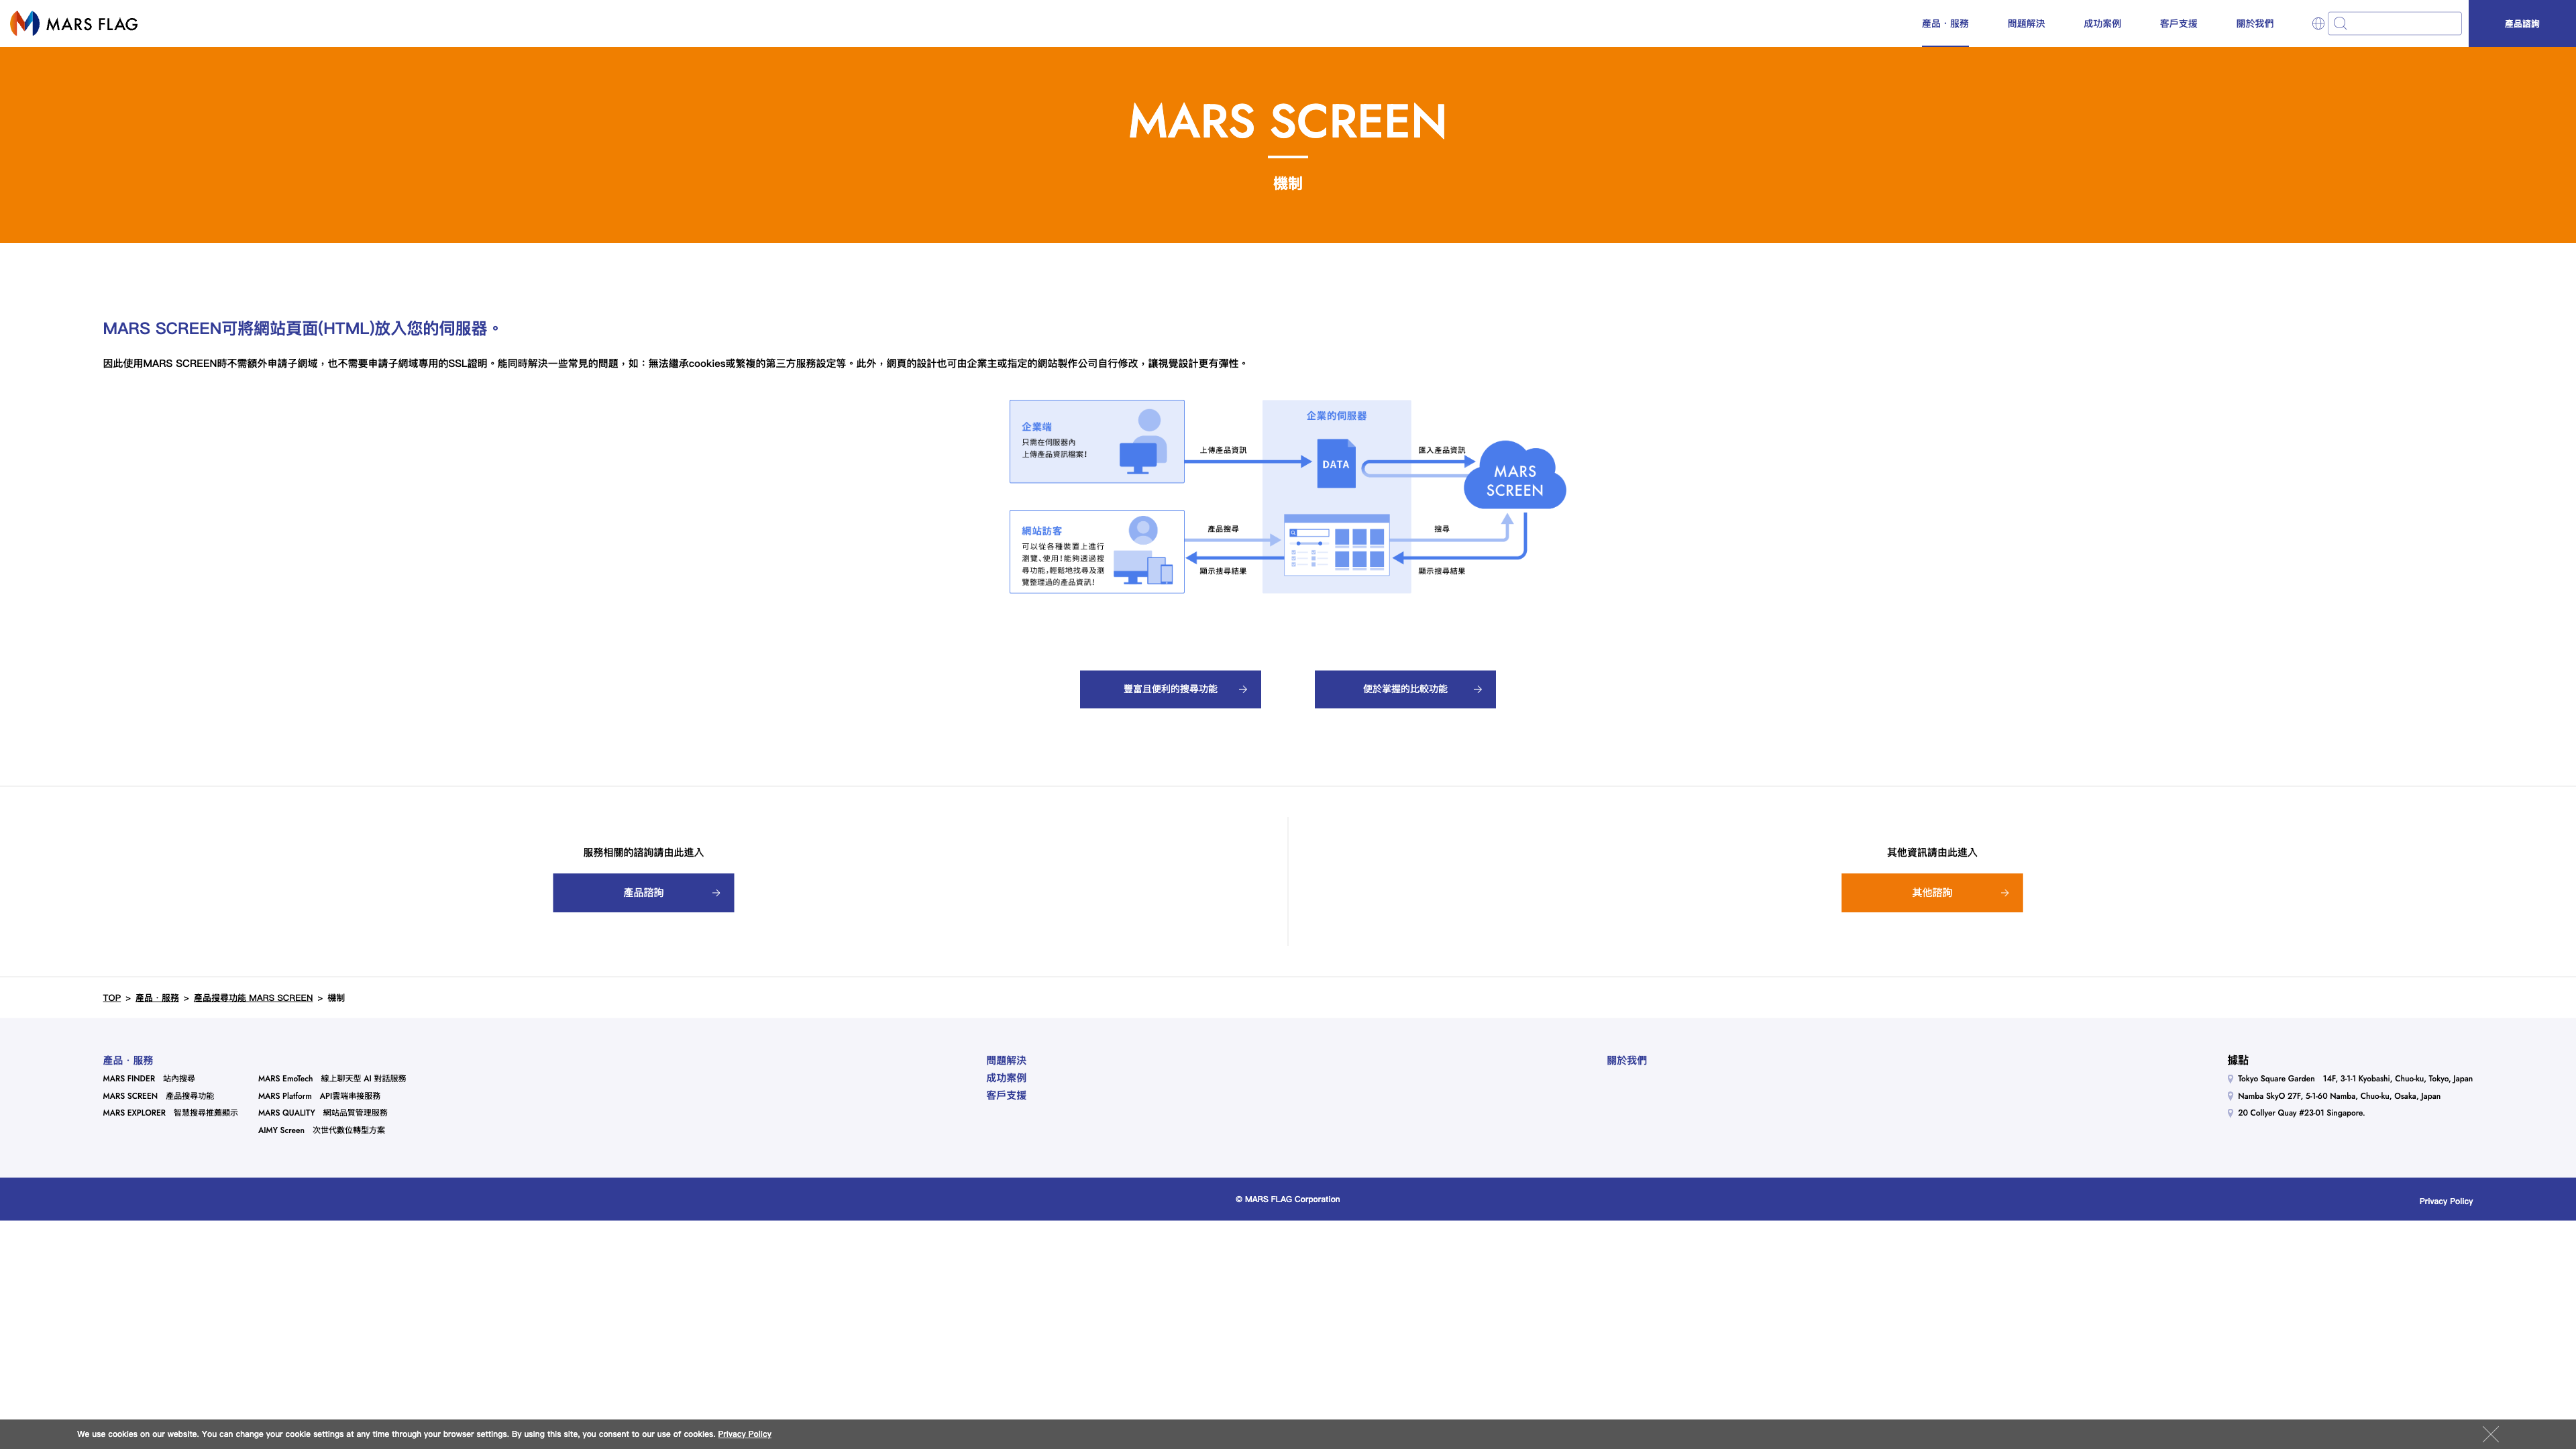 MARS FLAG
產品・服務
問題解決
成功案例
客戶支援
關於我們
產品諮詢
MARS SCREEN
機制
MARS SCREEN可將網站頁面(HTML)放入您的伺服器。
因此使用MARS SCREEN時不需額外申請子網域，也不需要申請子網域專用的SSL證明。能同時解決一些常見的問題，如：無法繼承cookies或繁複的第三方服務設定等。此外，網頁的設計也可由企業主或指定的網站製作公司自行修改，讓視覺設計更有彈性。
企業端
只需在伺服器內
上傳產品資訊檔案！
上傳產品資訊
企業的伺服器
DATA
匯入產品資訊
MARS
SCREEN
網站訪客
可以從各種裝置上進行
瀏覽、使用！能夠透過搜
尋功能，輕鬆地找尋及瀏
覽整理過的產品資訊！
產品搜尋
顯示搜尋結果
搜尋
顯示搜尋結果
豐富且便利的搜尋功能
便於掌握的比較功能
服務相關的諮詢請由此進入
產品諮詢
其他資訊請由此進入
其他諮詢
TOP > 產品・服務 > 產品搜尋功能 MARS SCREEN > 機制
產品・服務
MARS FINDER 站內搜尋
MARS SCREEN 產品搜尋功能
MARS EXPLORER 智慧搜尋推薦顯示
MARS EmoTech 線上聊天型 AI 對話服務
MARS Platform API雲端串接服務
MARS QUALITY 網站品質管理服務
AIMY Screen 次世代數位轉型方案
問題解決
成功案例
客戶支援
關於我們
據點
Tokyo Square Garden 14F, 3-1-1 Kyobashi, Chuo-ku, Tokyo, Japan
Namba SkyO 27F, 5-1-60 Namba, Chuo-ku, Osaka, Japan
20 Collyer Quay #23-01 Singapore.
© MARS FLAG Corporation
Privacy Policy
We use cookies on our website. You can change your cookie settings at any time through your browser settings. By using this site, you consent to our use of cookies. Privacy Policy